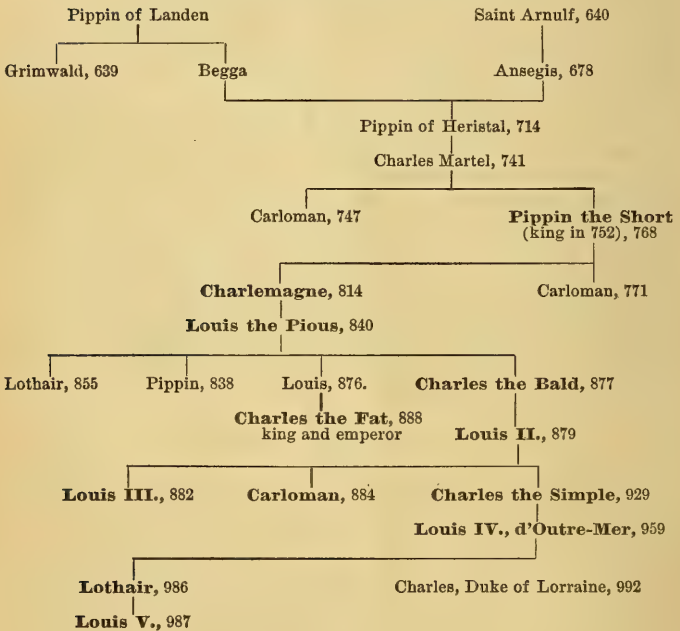 Pippin of Landen Saint Arnulf, 640
Grimwald, 639 Begga Ansegis, 678
Pippin of Heristal, 714
Charles Martel, 741
Carloman, 747 Pippin the Short
(king in 752), 768
Charlemagne, 814 Carloman, 771
Louis the Pious, 840
Lothair, 855 Pippin, 838 Louis, 876. Charles the Bald, 877
Charles the Fat, 888
king and emperor Louis II., 879
Louis III., 882 Carloman, 884 Charles the Simple, 929
Louis IV., d'Outre-Mer, 959
Lothair, 986 Charles, Duke of Lorraine, 992
Louis V., 987